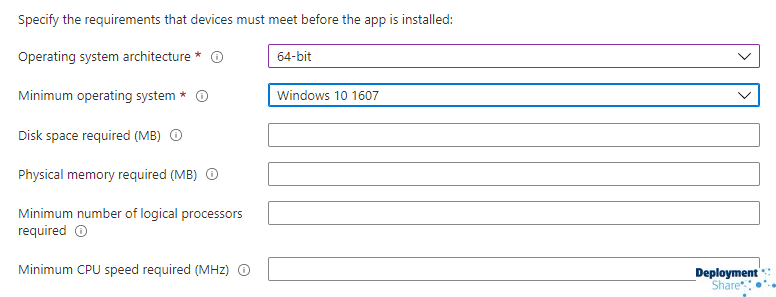 Specify the requirements that devices must meet before the app is installed:
Operating system architecture * 64-bit
Minimum operating system * Windows 10 1607
Disk space required (MB)
Physical memory required (MB)
Minimum number of logical processors
required
Minimum CPU speed required (MHz)
Deployment
Share